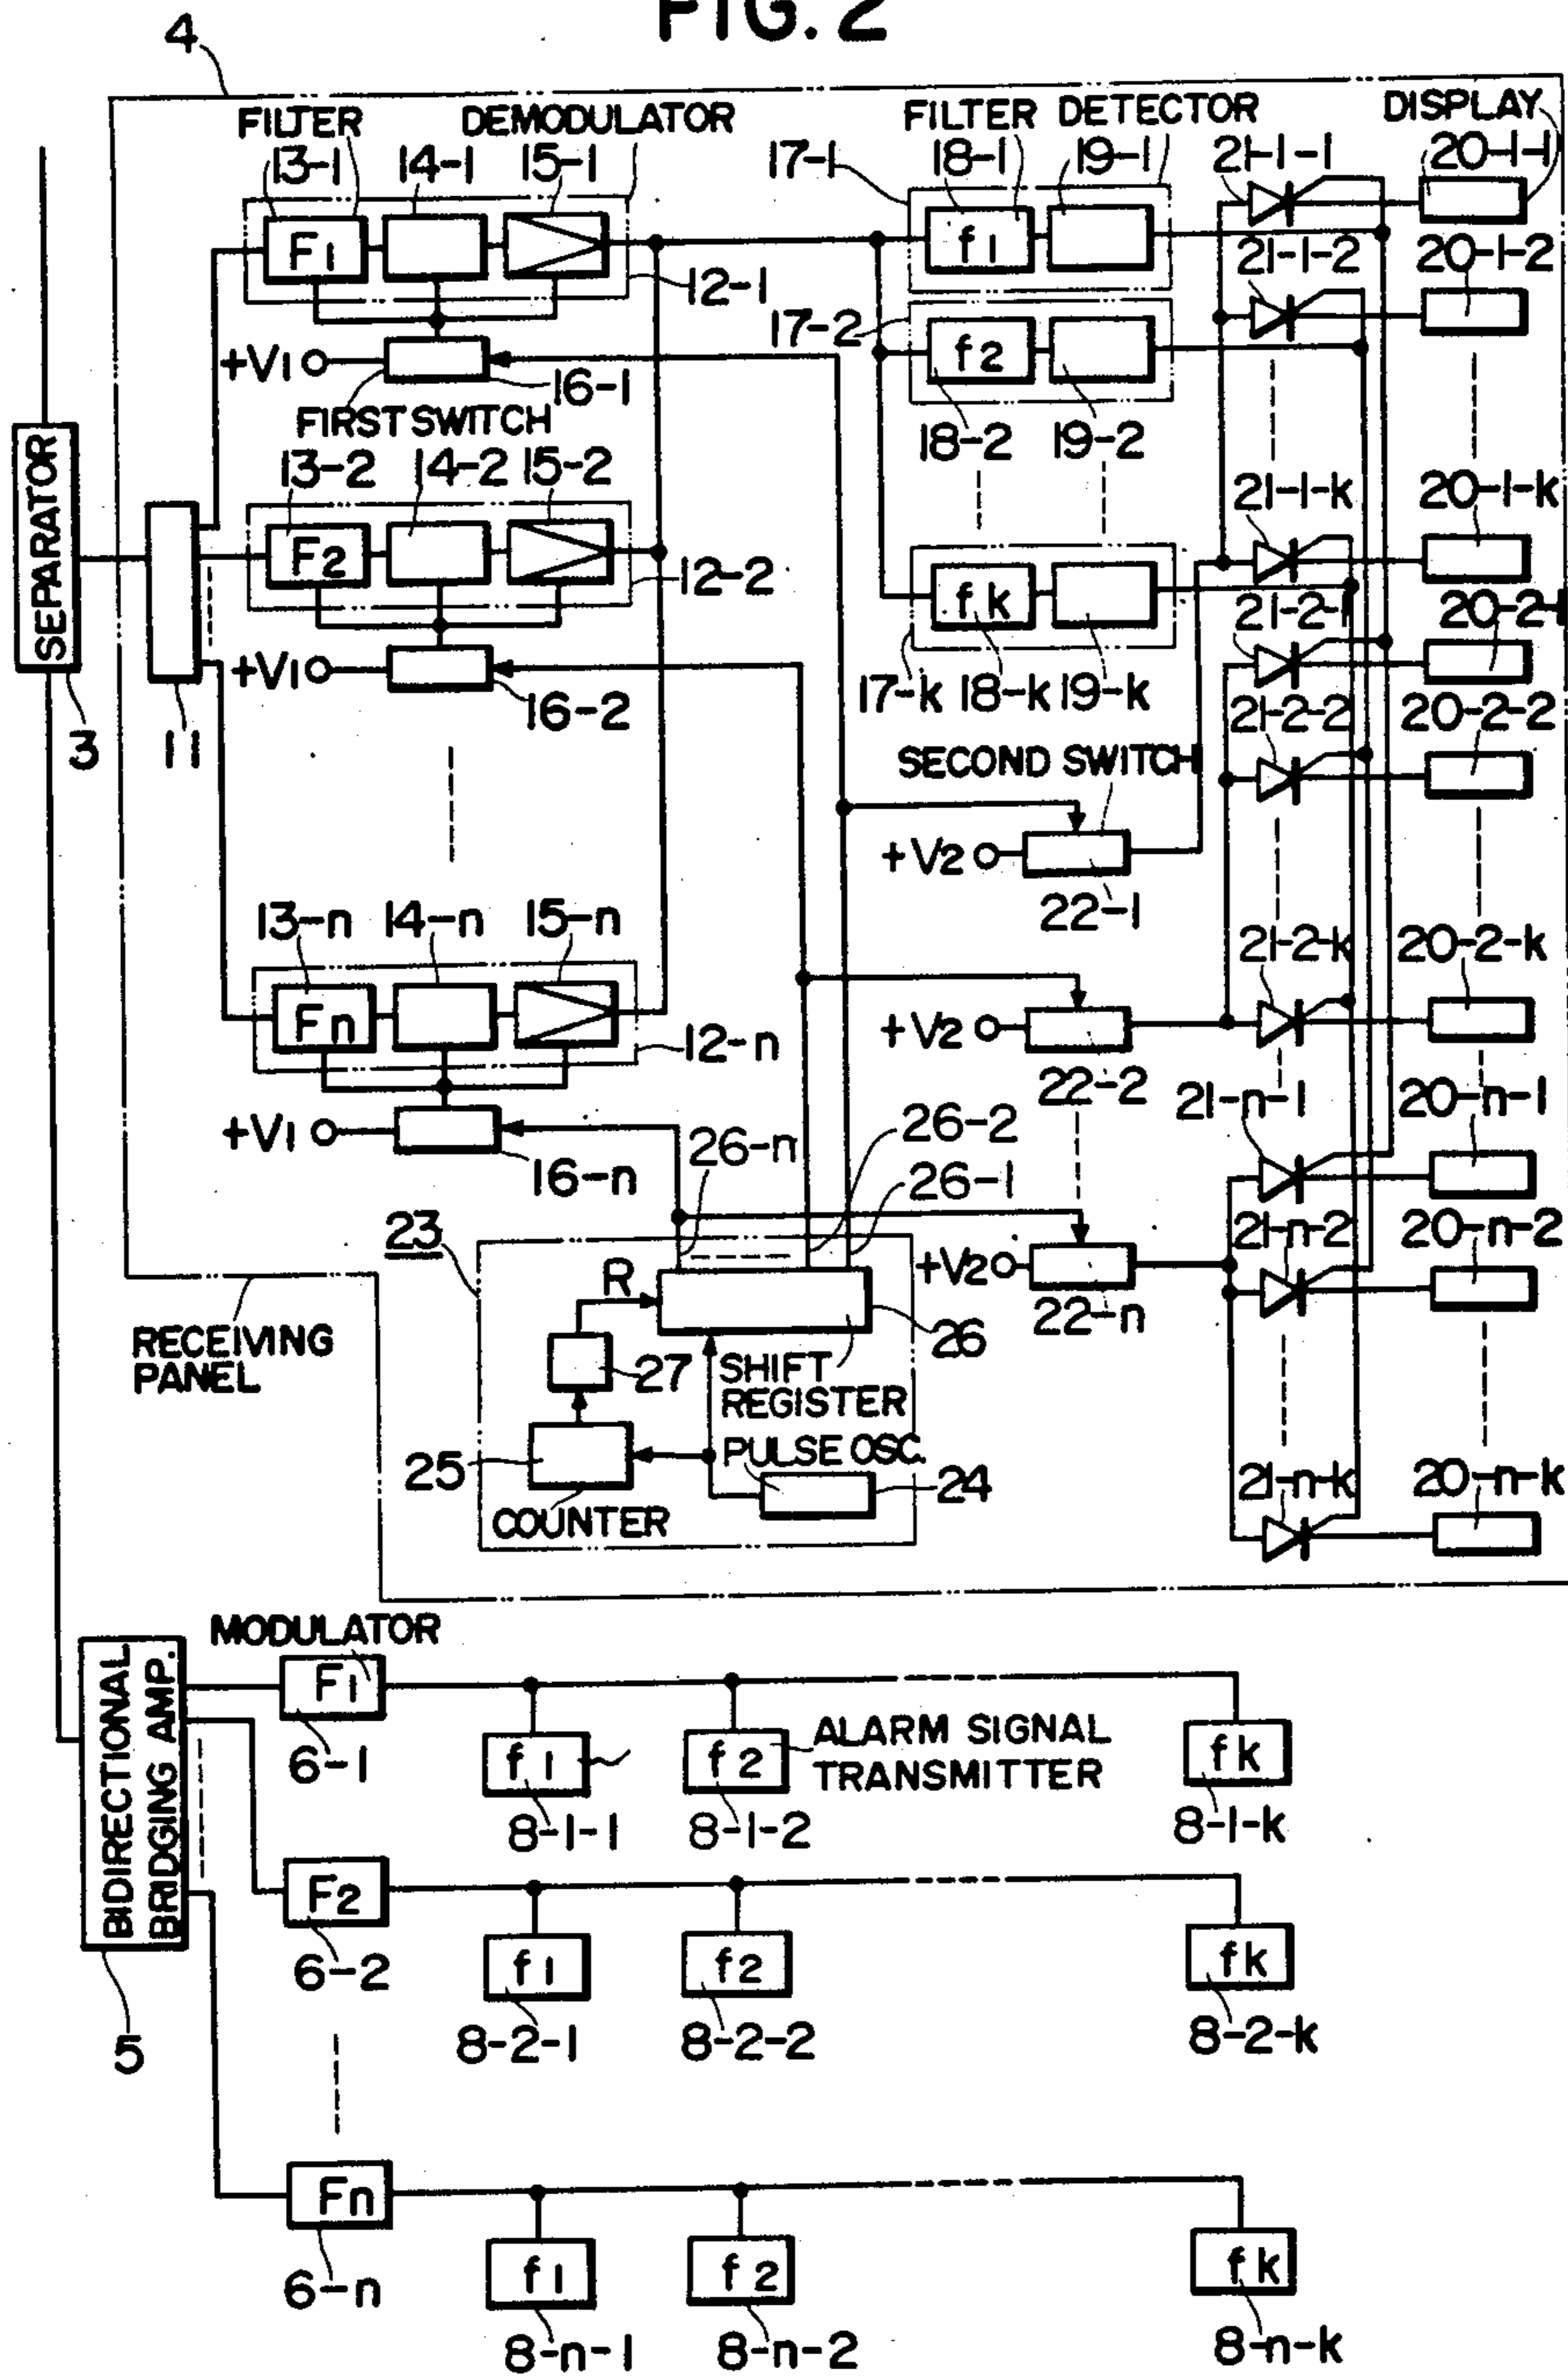 FIG. 2
4
FILTER
DEMODULATOR
FILTER
DETECTOR
DISPLAY
13-1
14-1
15-1
17-1
18-1
19-1
21-1-1
20-1-1
F1
f1
12-1
21-1-2
20-1-2
17-2
f2
+V1
16-1
FIRST SWITCH
18-2
19-2
13-2
14-2
15-2
21-1-k
20-1-k
SEPARATOR
F2
12-2
fk
21-2-1
20-2-1
+V1
16-2
17-k
18-k
19-k
21-2-2
20-2-2
3
11
SECOND SWITCH
+V2
22-1
13-n
14-n
15-n
21-2-k
20-2-k
Fn
12-n
+V2
22-2
21-n-1
20-n-1
+V1
16-n
26-n
26-2
26-1
23
21-n-2
20-n-2
R
+V2
22-n
26
RECEIVING
PANEL
27
SHIFT
REGISTER
25
PULSE OSC.
24
21-n-k
20-n-k
COUNTER
MODULATOR
BIDIRECTIONAL
BRIDGING AMP.
F1
6-1
f1
8-1-1
f2
8-1-2
ALARM SIGNAL
TRANSMITTER
fk
8-1-k
F2
6-2
f1
8-2-1
f2
8-2-2
fk
8-2-k
5
Fn
6-n
f1
8-n-1
f2
8-n-2
fk
8-n-k